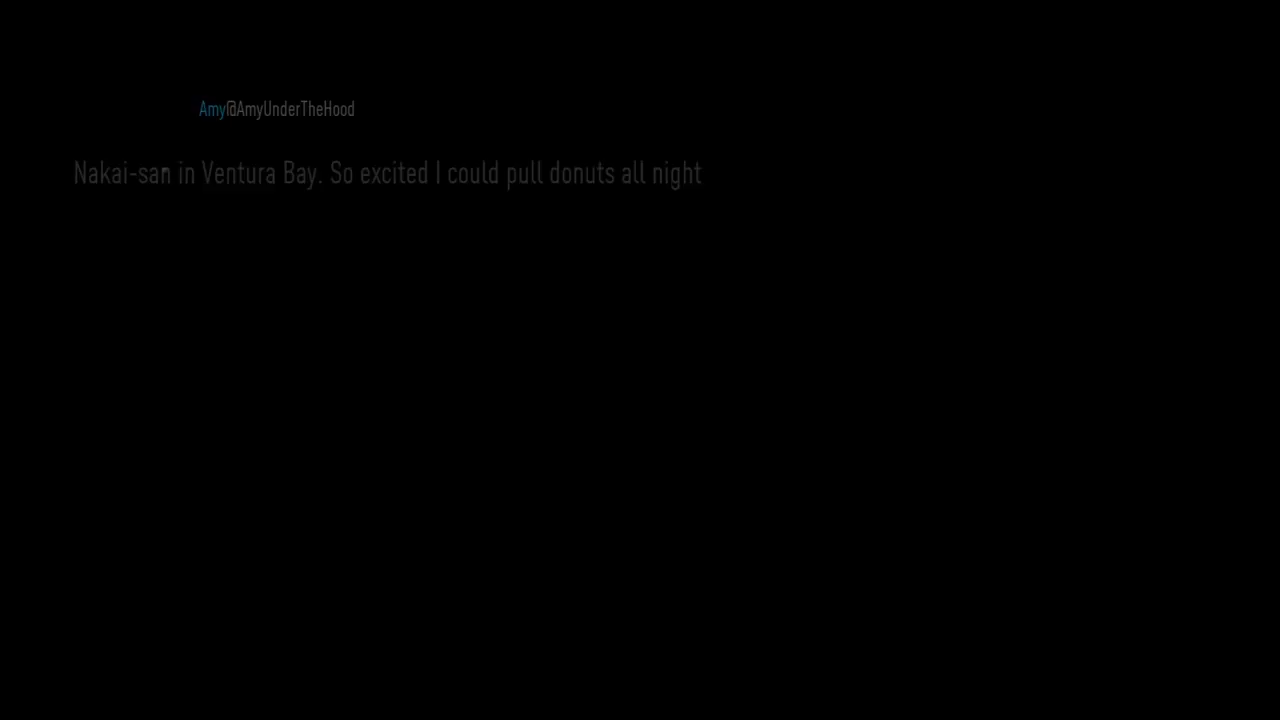 Amy@AmyUnderTheHood
Nakai-san in Ventura Bay. So excited I could pull donuts all night